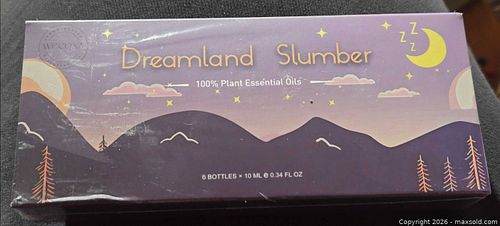 Dreamland Slumber
100% Plant Essential Oils
Z Z Z Z
6 BOTTLES × 10 ML ℮ 0.34 FL OZ
Copyright 2026 - maxsold.com